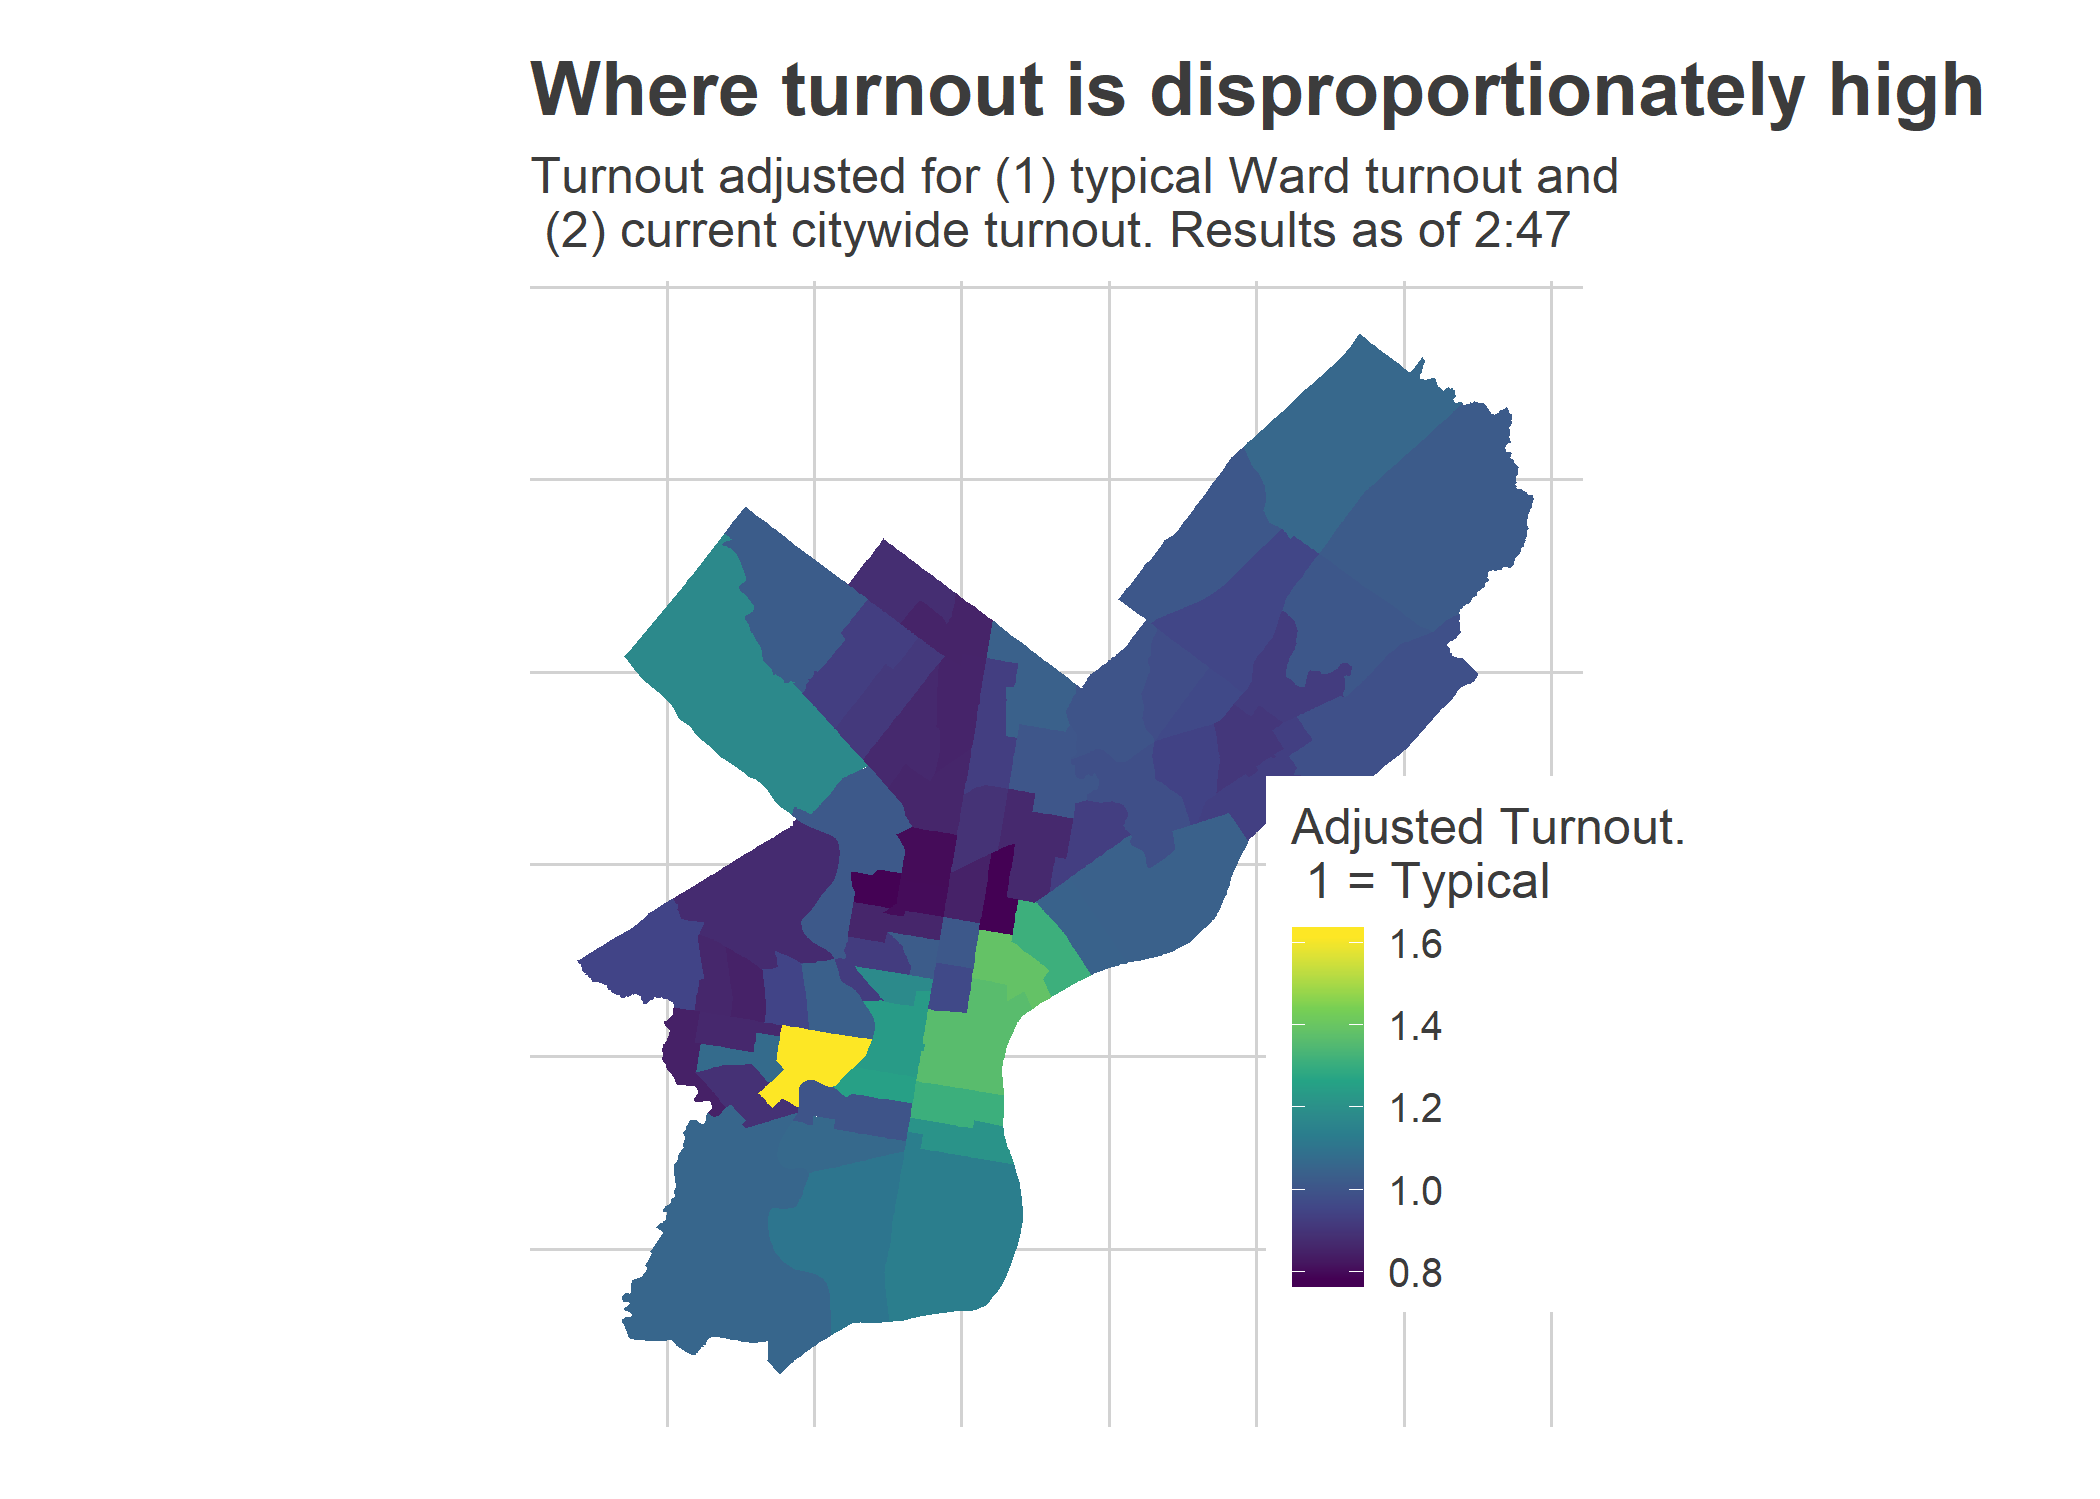 Where turnout is disproportionately high
Turnout adjusted for (1) typical Ward turnout and
(2) current citywide turnout. Results as of 2:47
Adjusted Turnout.
1 = Typical
1.6
1.4
1.2
1.0
0.8